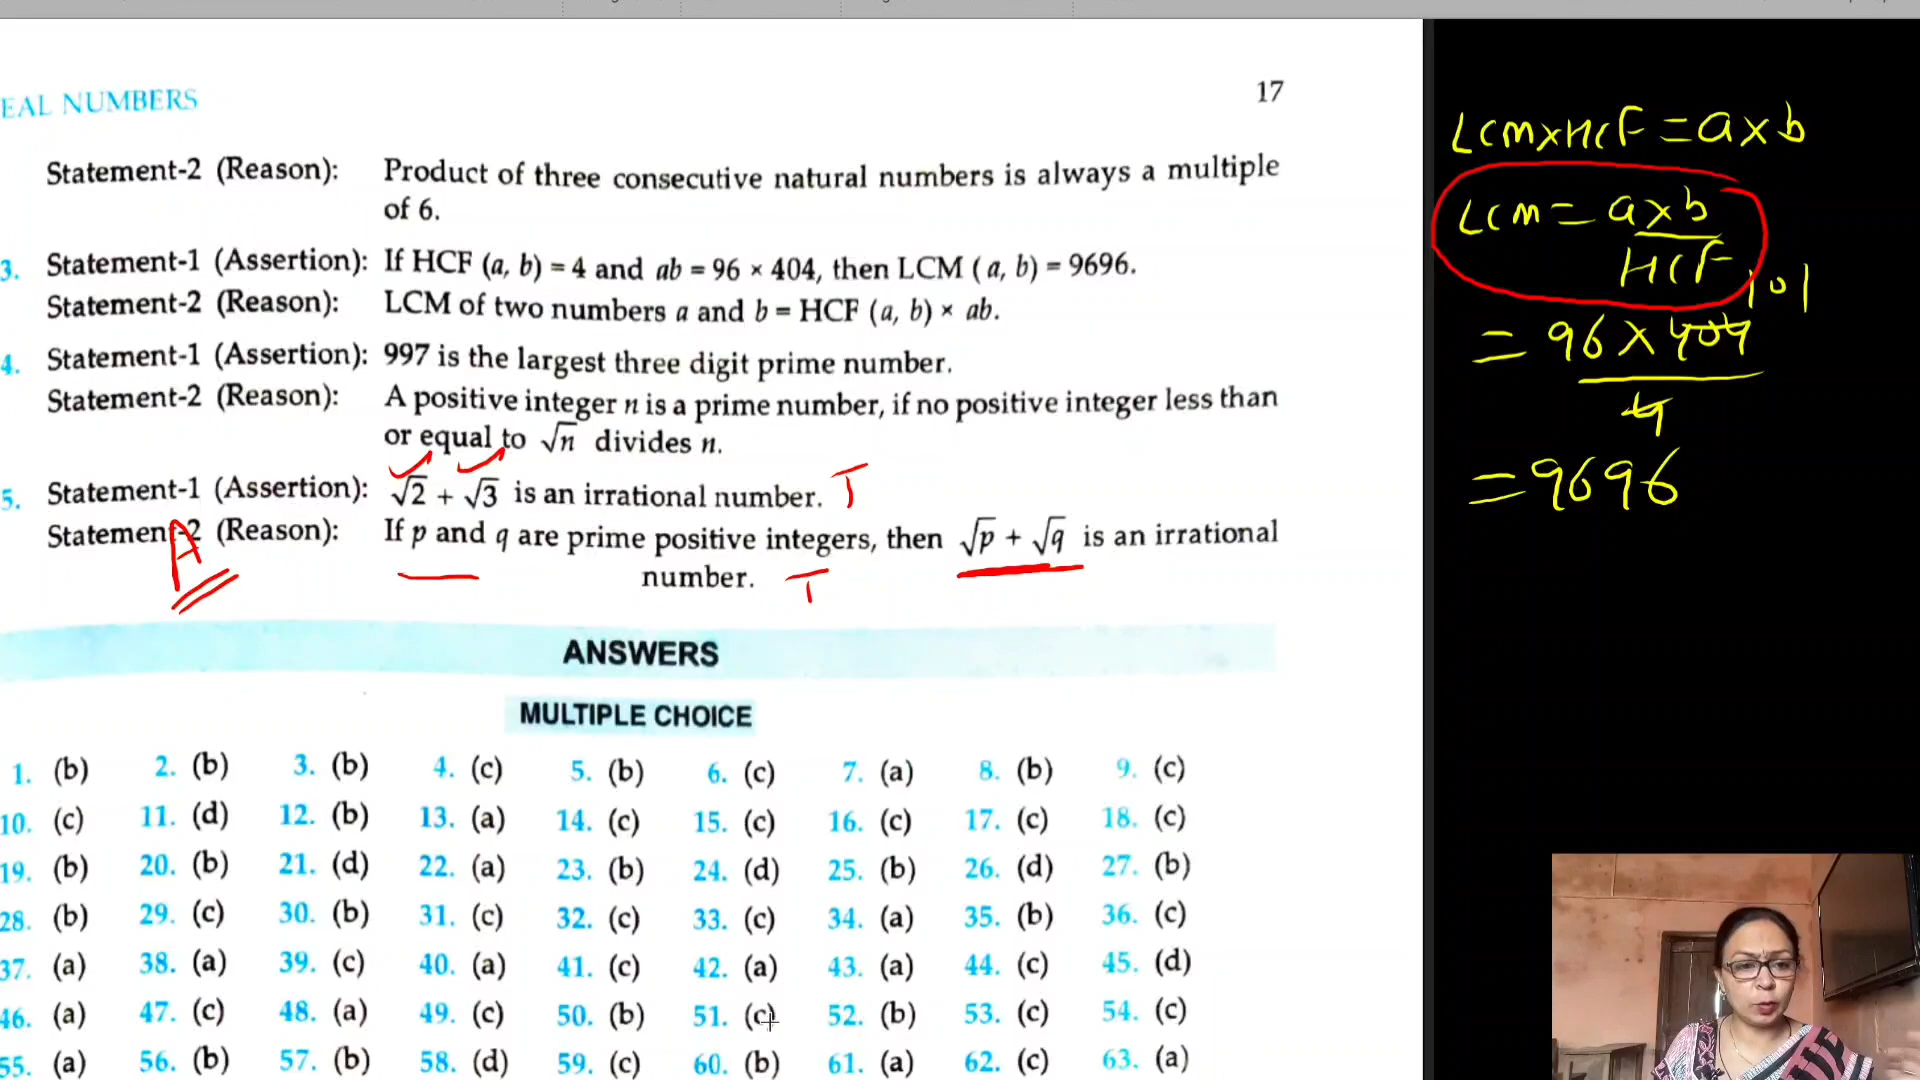 EAL NUMBERS
17
Statement-2 (Reason): Product of three consecutive natural numbers is always a multiple
of 6.
3. Statement-1 (Assertion): If HCF (a, b) = 4 and ab = 96 × 404, then LCM (a, b) = 9696.
Statement-2 (Reason): LCM of two numbers a and b = HCF (a, b) × ab.
4. Statement-1 (Assertion): 997 is the largest three digit prime number.
Statement-2 (Reason): A positive integer n is a prime number, if no positive integer less than
or equal to √n divides n.
5. Statement-1 (Assertion): √2 + √3 is an irrational number. T
Statement-2 (Reason): If p and q are prime positive integers, then √p + √q is an irrational
number. T
A
ANSWERS
MULTIPLE CHOICE
1. (b) 2. (b) 3. (b) 4. (c) 5. (b) 6. (c) 7. (a) 8. (b) 9. (c)
10. (c) 11. (d) 12. (b) 13. (a) 14. (c) 15. (c) 16. (c) 17. (c) 18. (c)
19. (b) 20. (b) 21. (d) 22. (a) 23. (b) 24. (d) 25. (b) 26. (d) 27. (b)
28. (b) 29. (c) 30. (b) 31. (c) 32. (c) 33. (c) 34. (a) 35. (b) 36. (c)
37. (a) 38. (a) 39. (c) 40. (a) 41. (c) 42. (a) 43. (a) 44. (c) 45. (d)
46. (a) 47. (c) 48. (a) 49. (c) 50. (b) 51. (c) 52. (b) 53. (c) 54. (c)
55. (a) 56. (b) 57. (b) 58. (d) 59. (c) 60. (b) 61. (a) 62. (c) 63. (a)
LCM×HCF = a×b
LCM = a×b
HCF
101
= 96 × 404
4
= 9696